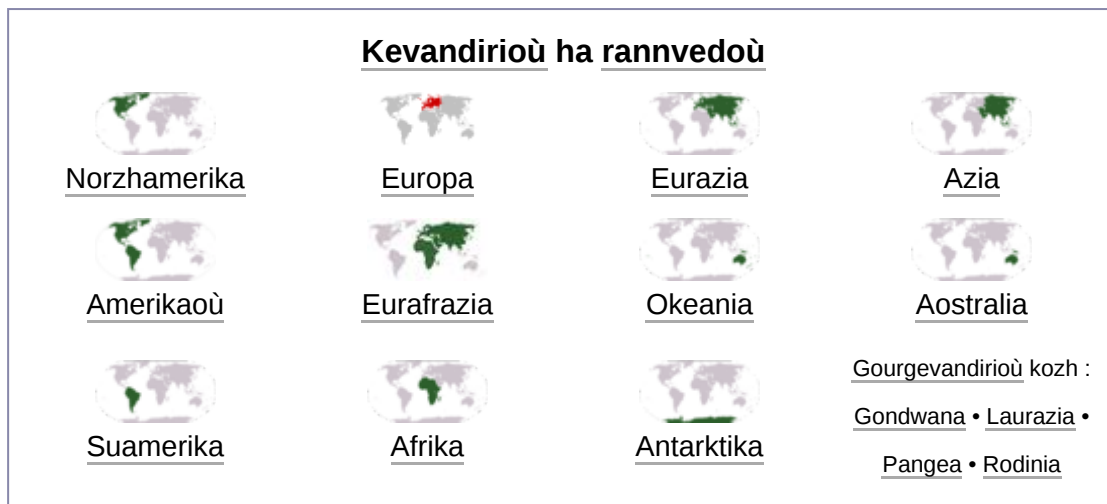 Kevandirioù ha rannvedoù
Norzhamerika
Europa
Eurazia
Azia
Amerikaoù
Eurafrazia
Okeania
Aostralia
Suamerika
Afrika
Antarktika
Gourgevandirioù kozh :
Gondwana • Laurazia •
Pangea • Rodinia